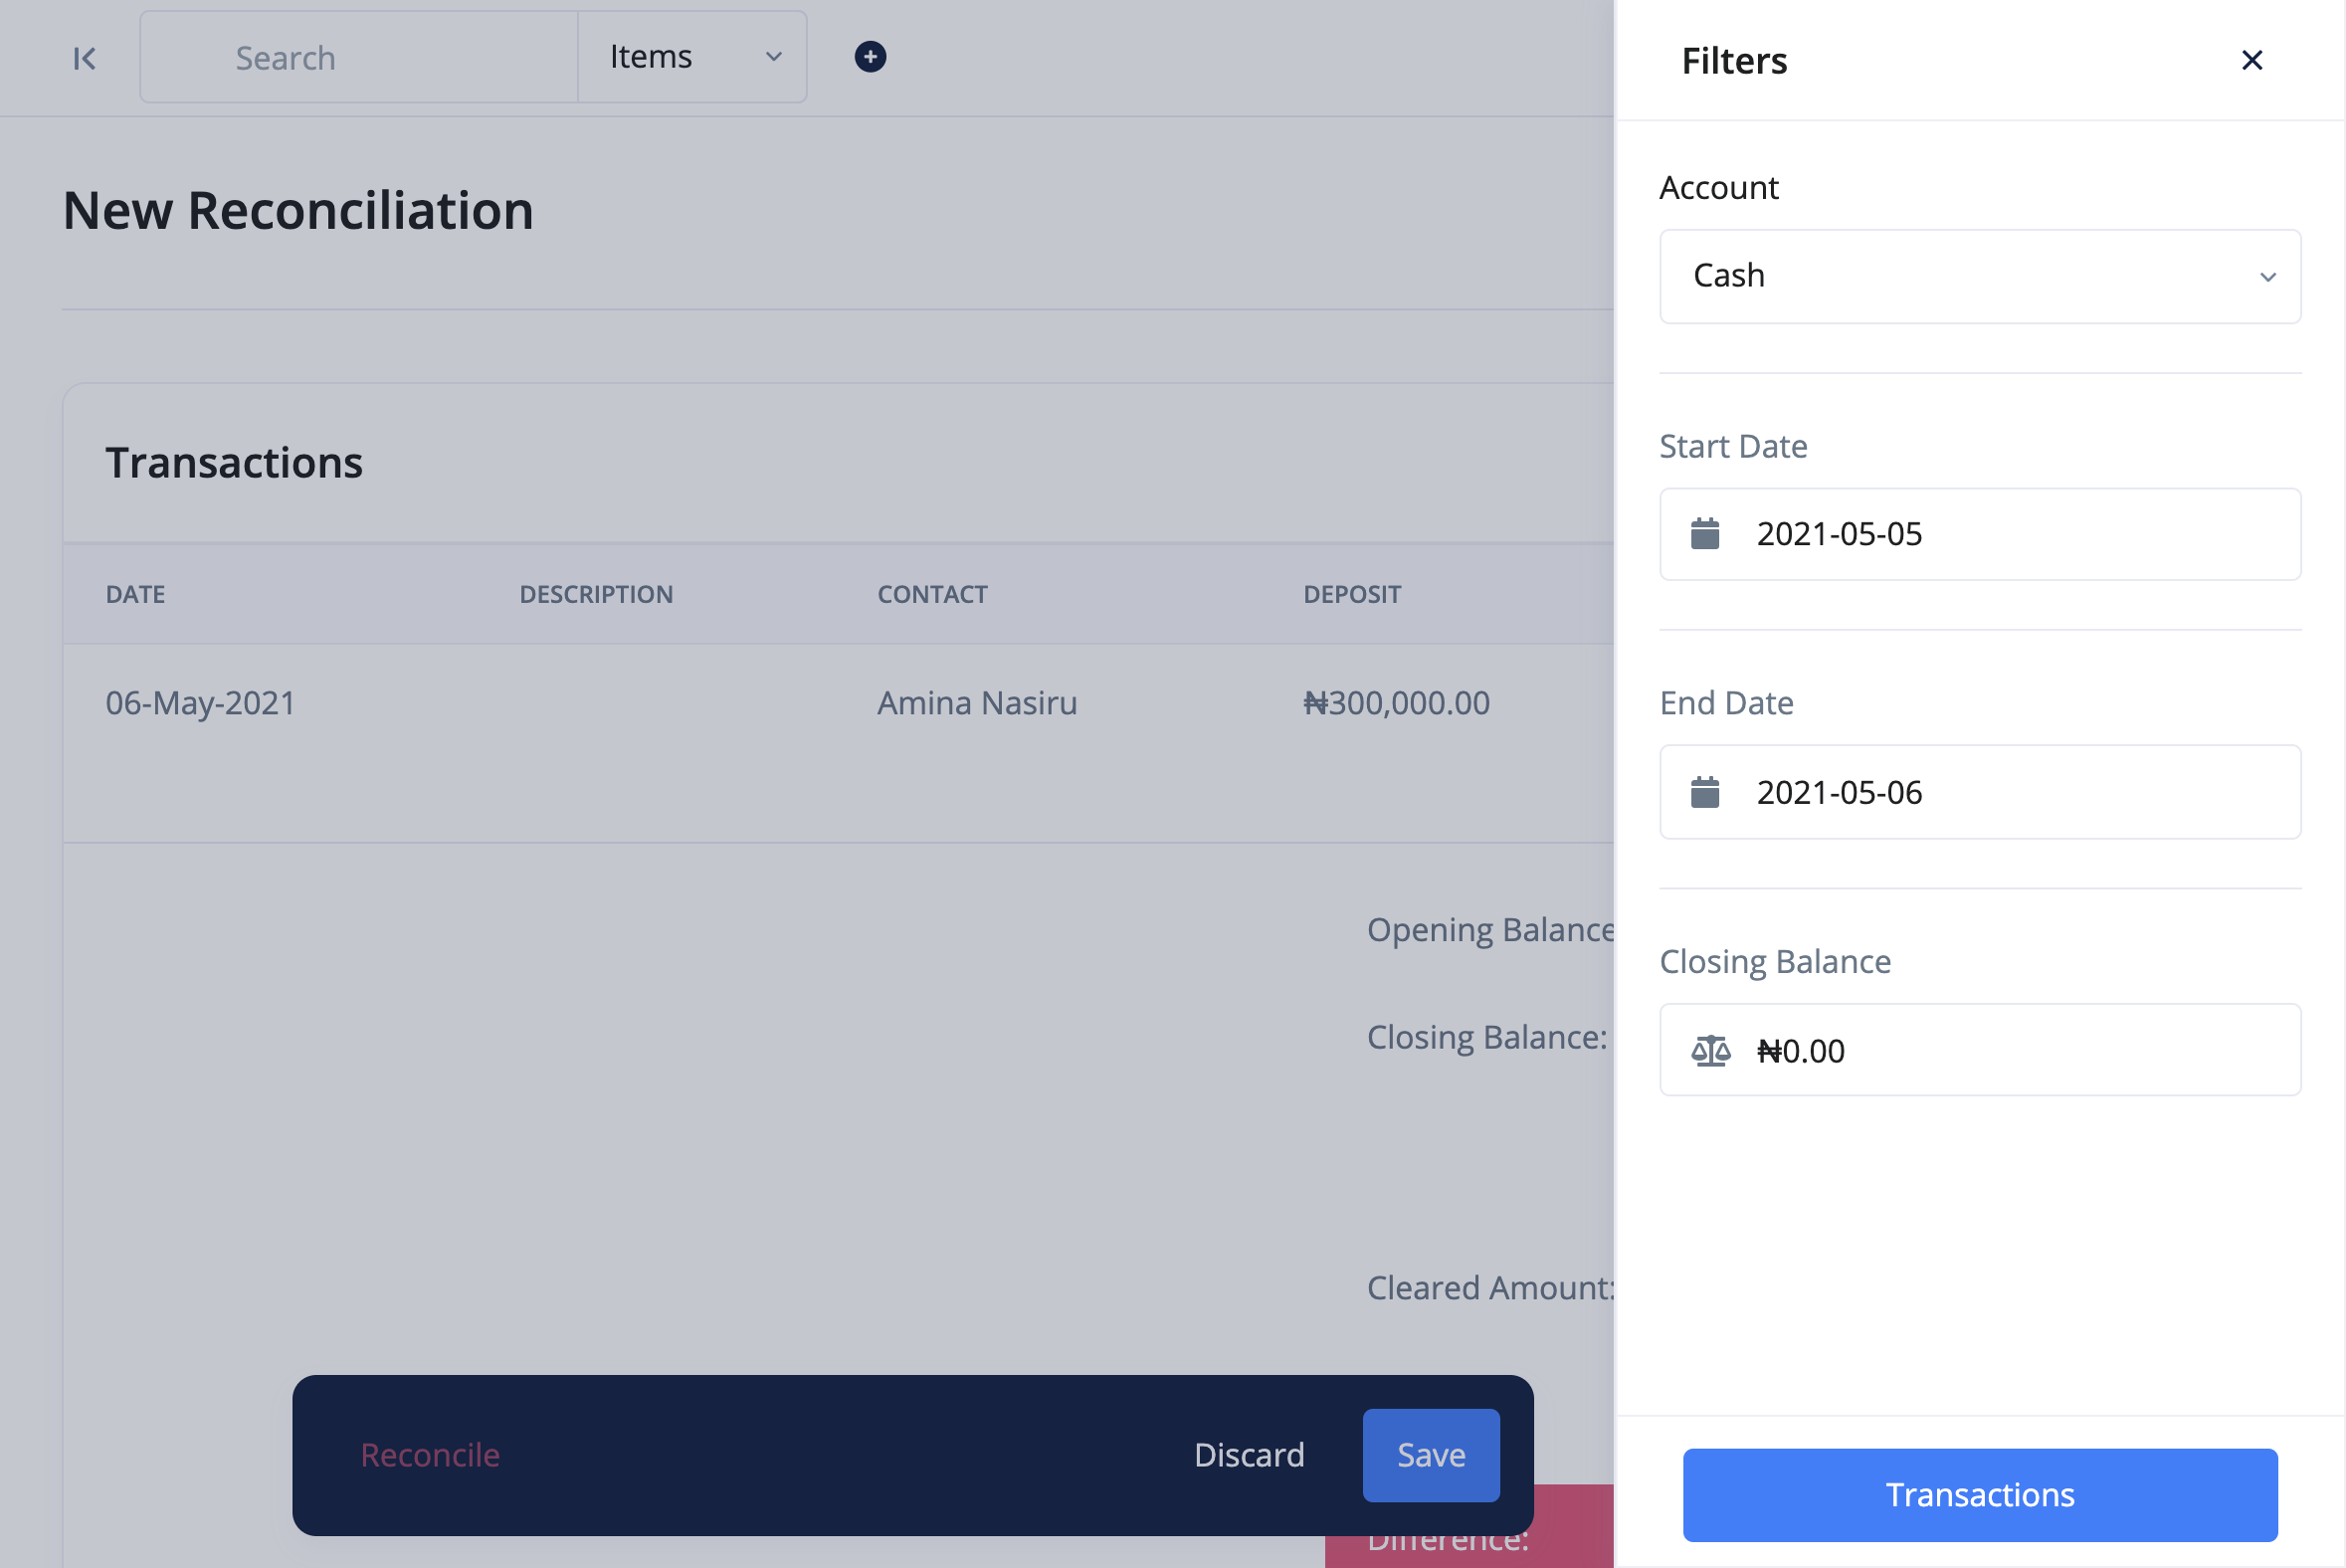 Search
Items
New Reconciliation
Transactions
DATE DESCRIPTION CONTACT DEPOSIT
06-May-2021 Amina Nasiru ₦300,000.00
Opening Balance
Closing Balance:
Cleared Amount:
Reconcile Discard Save
Difference:
Filters
Account
Cash
Start Date
2021-05-05
End Date
2021-05-06
Closing Balance
₦0.00
Transactions